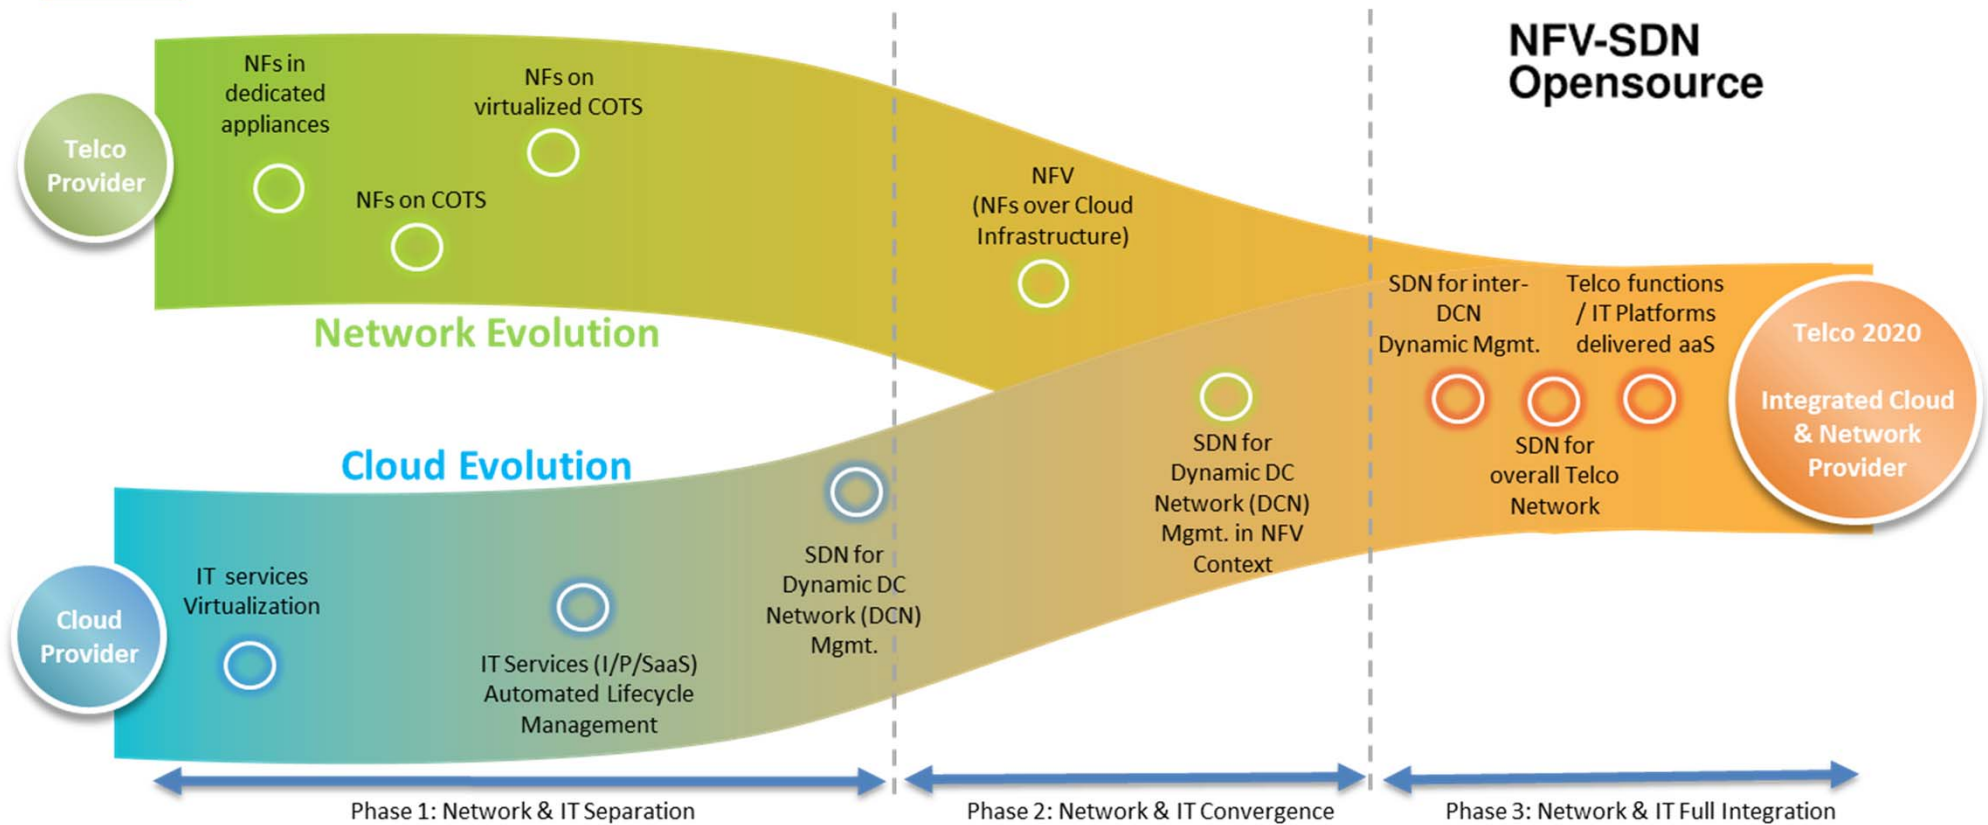 NFV-SDN
Opensource
NFs in
dedicated
appliances
NFs on
virtualized COTS
NFs on COTS
Telco
Provider
Network Evolution
NFV
(NFs over Cloud
Infrastructure)
SDN for inter-
DCN
Dynamic Mgmt.
Telco functions
/ IT Platforms
delivered aaS
Telco 2020
Integrated Cloud
& Network
Provider
SDN for
overall Telco
Network
Cloud Evolution
SDN for
Dynamic DC
Network (DCN)
Mgmt. in NFV
Context
SDN for
Dynamic DC
Network (DCN)
Mgmt.
IT services
Virtualization
Cloud
Provider
IT Services (I/P/SaaS)
Automated Lifecycle
Management
Phase 1: Network & IT Separation
Phase 2: Network & IT Convergence
Phase 3: Network & IT Full Integration